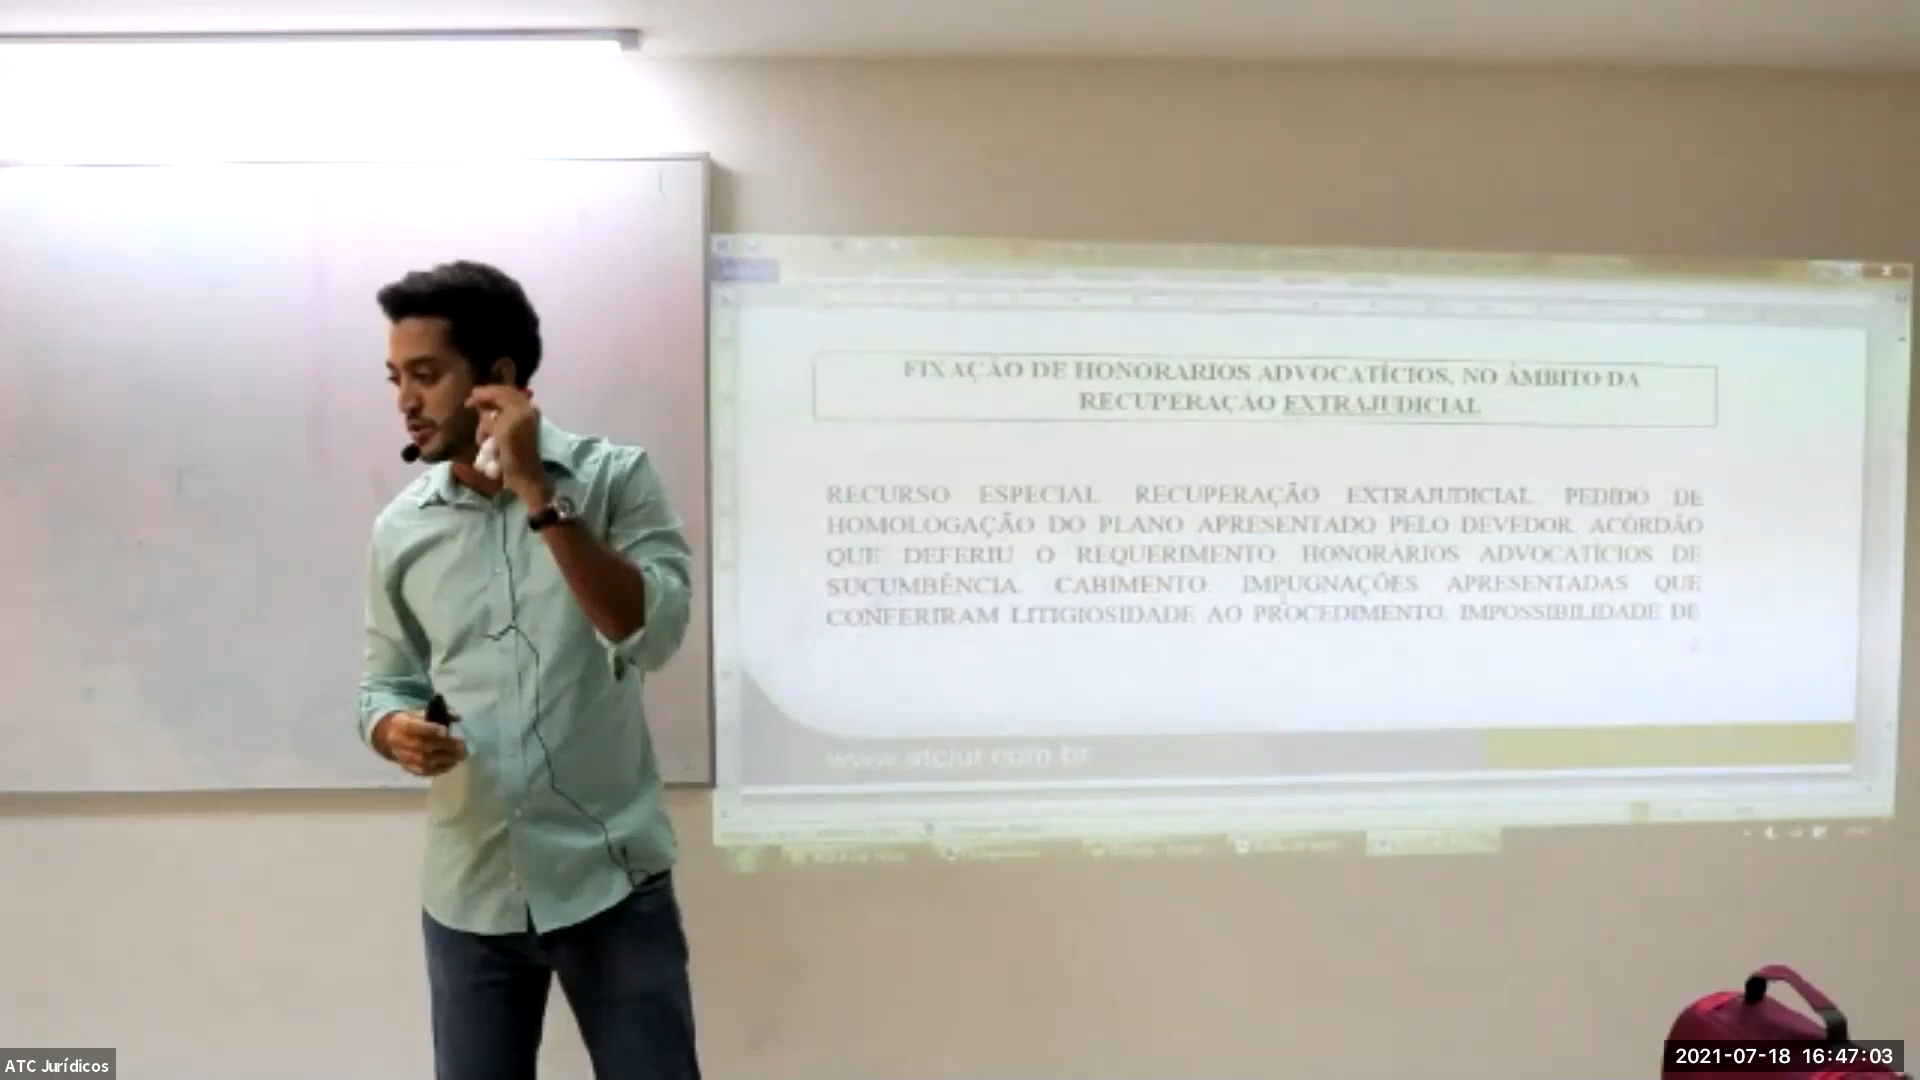 FIXAÇÃO DE HONORARIOS ADVOCATÍCIOS, NO ÂMBITO DA
RECUPERAÇÃO EXTRAJUDICIAL
RECURSO ESPECIAL. RECUPERAÇÃO EXTRAJUDICIAL. PEDIDO DE
HOMOLOGAÇÃO DO PLANO APRESENTADO PELO DEVEDOR. ACÓRDÃO
QUE DEFERIU O REQUERIMENTO. HONORÁRIOS ADVOCATÍCIOS DE
SUCUMBÊNCIA. CABIMENTO. IMPUGNAÇÕES APRESENTADAS QUE
CONFERIRAM LITIGIOSIDADE AO PROCEDIMENTO. IMPOSSIBILIDADE DE
2
www.atcjur.com.br
ATC Jurídicos
2021-07-18 16:47:03